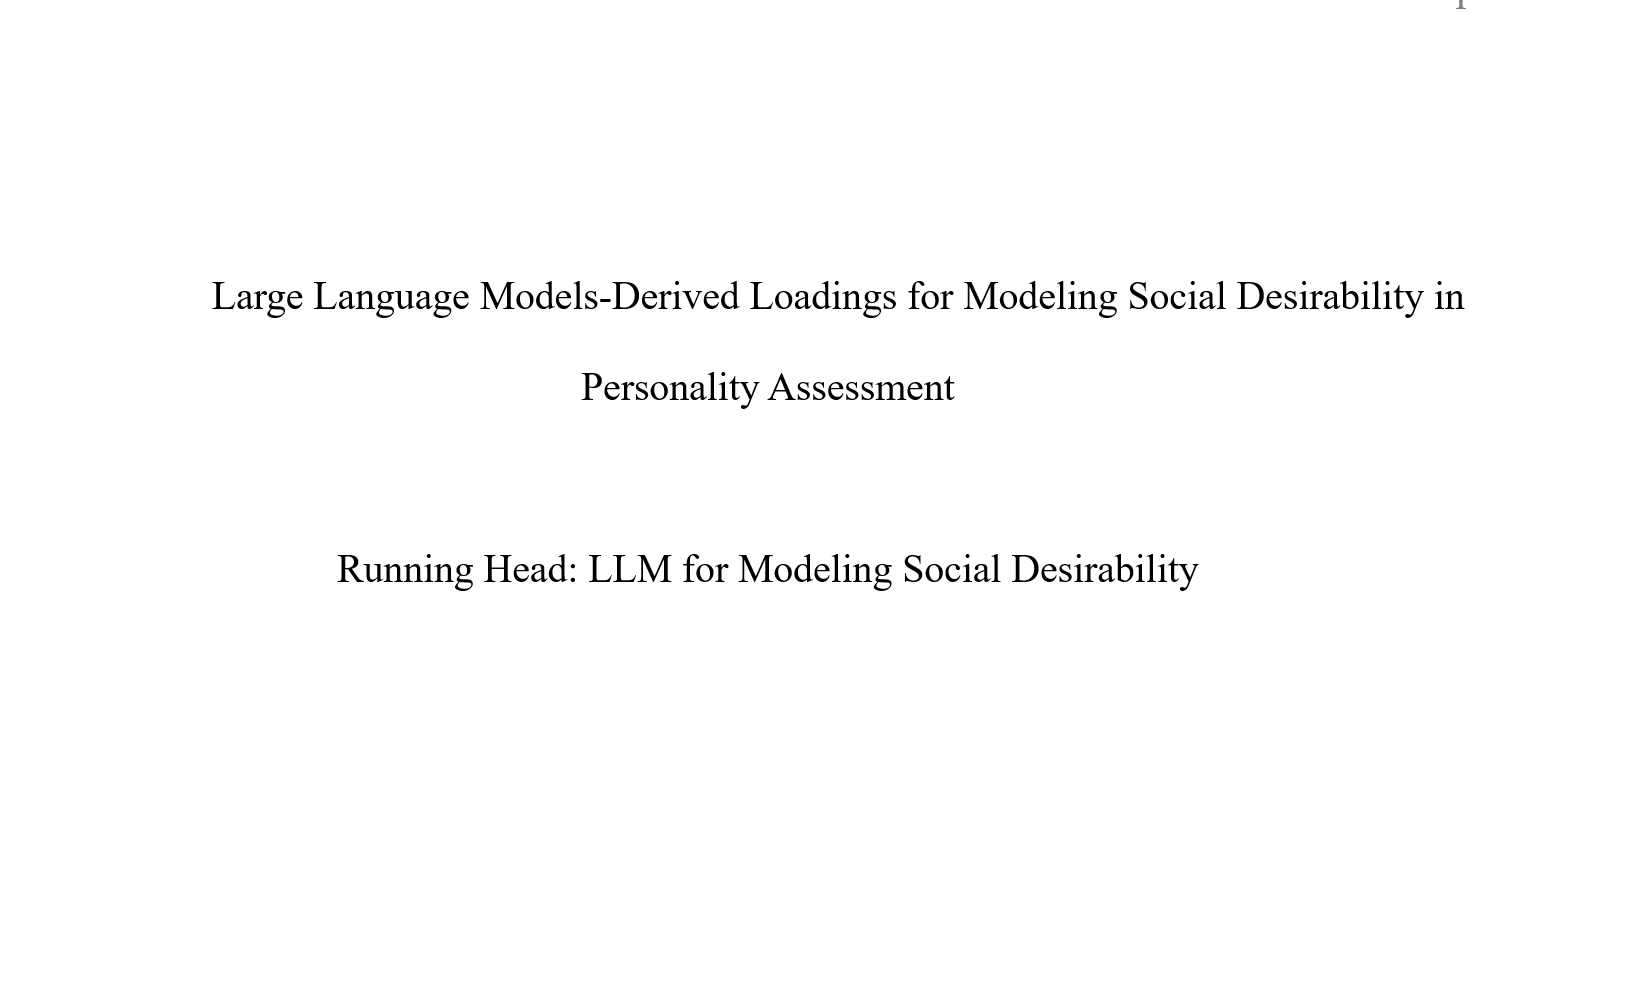 Large Language Models-Derived Loadings for Modeling Social Desirability in
Personality Assessment
Running Head: LLM for Modeling Social Desirability